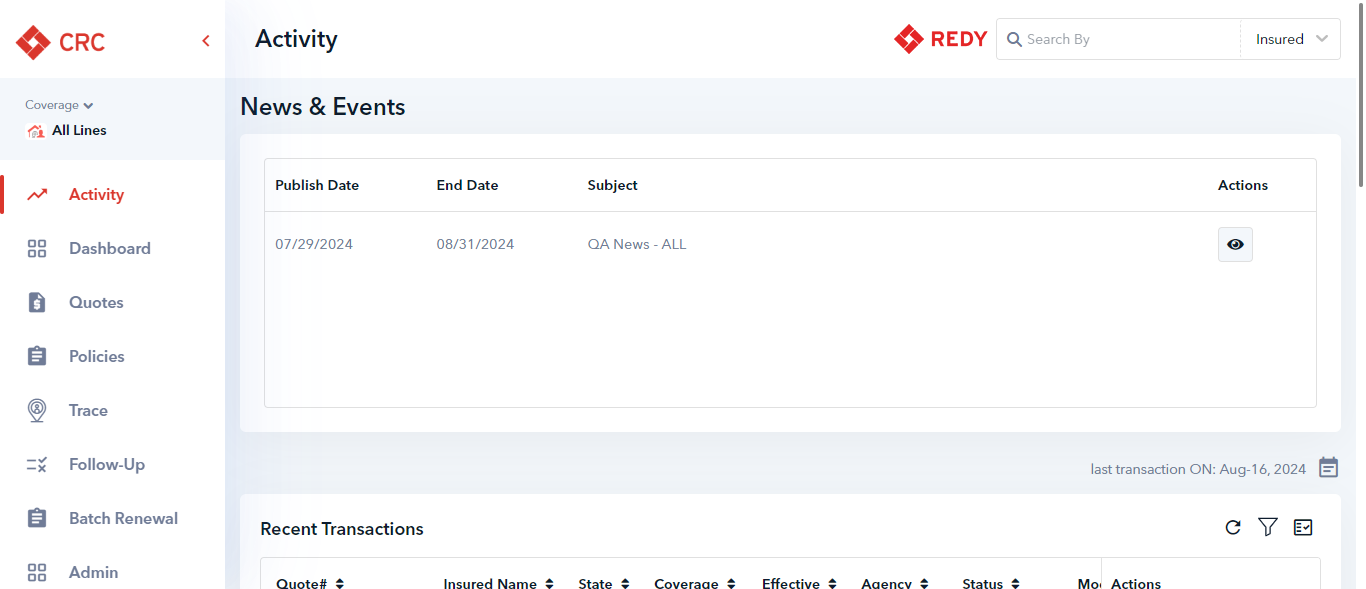 CRC
Activity
REDY
Search By
Insured
Coverage
All Lines
News & Events
Publish Date End Date Subject Actions
07/29/2024 08/31/2024 QA News - ALL
Activity
Dashboard
Quotes
Policies
Trace
Follow-Up
Batch Renewal
Admin
last transaction ON: Aug-16, 2024
Recent Transactions
Quote# Insured Name State Coverage Effective Agency Status Actions